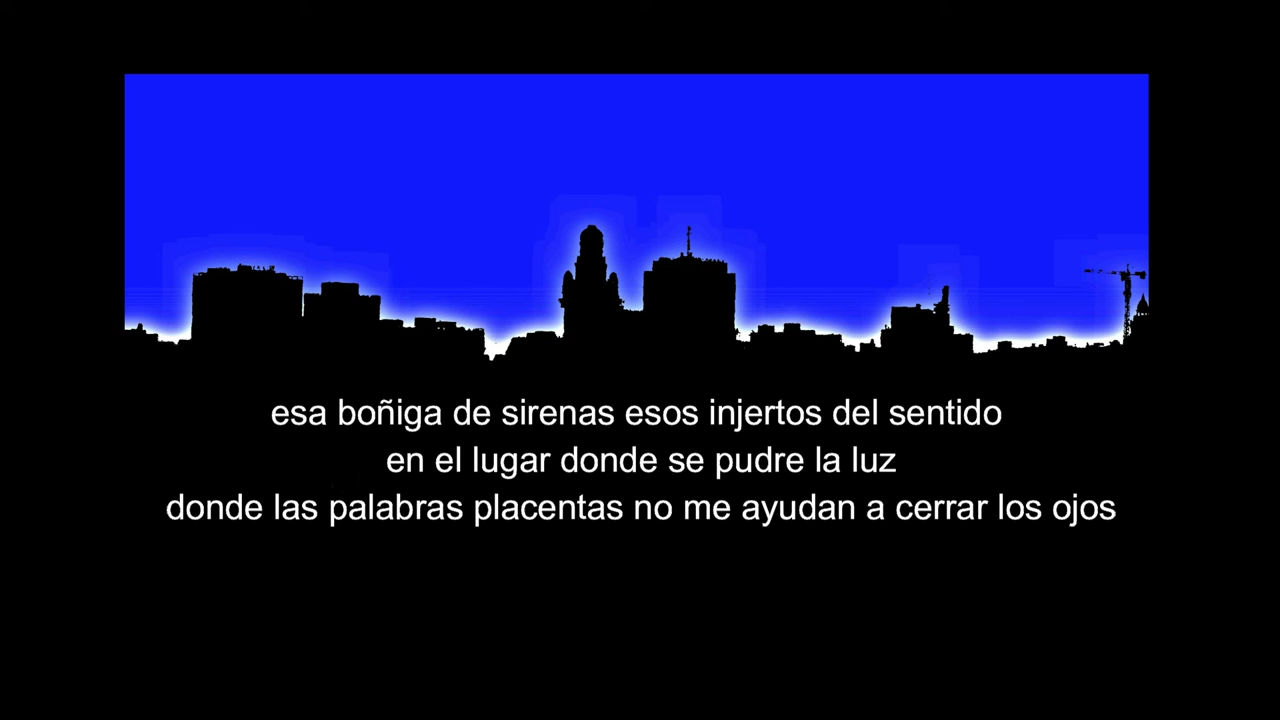 esa boñiga de sirenas esos injertos del sentido
en el lugar donde se pudre la luz
donde las palabras placentas no me ayudan a cerrar los ojos